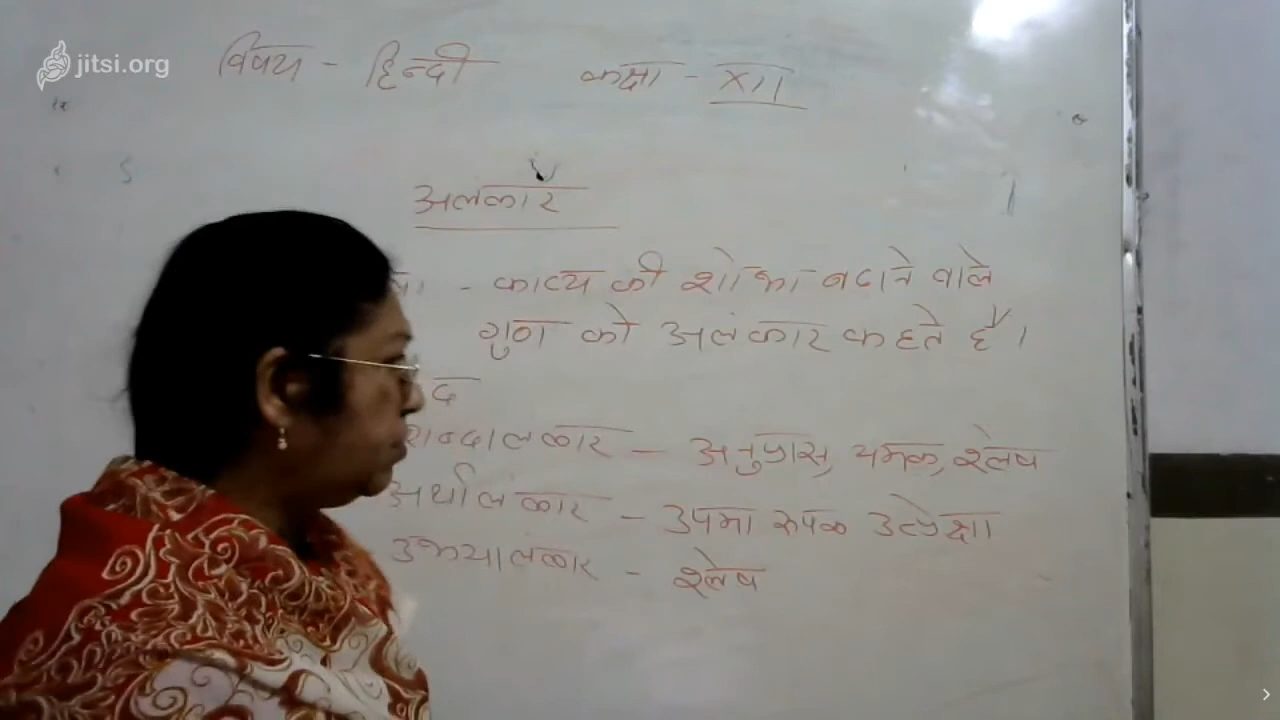 jitsi.org
विषय - हिन्दी कक्षा - XII
अलंकार
- काव्य की शोभा बढाने वाले
गुण को अलंकार कहते हैं।
शब्दालंकार - अनुप्रास, यमक, श्लेष
अर्थालंकार - उपमा रुपक उत्प्रेक्षा
उभयालंकार - श्लेष